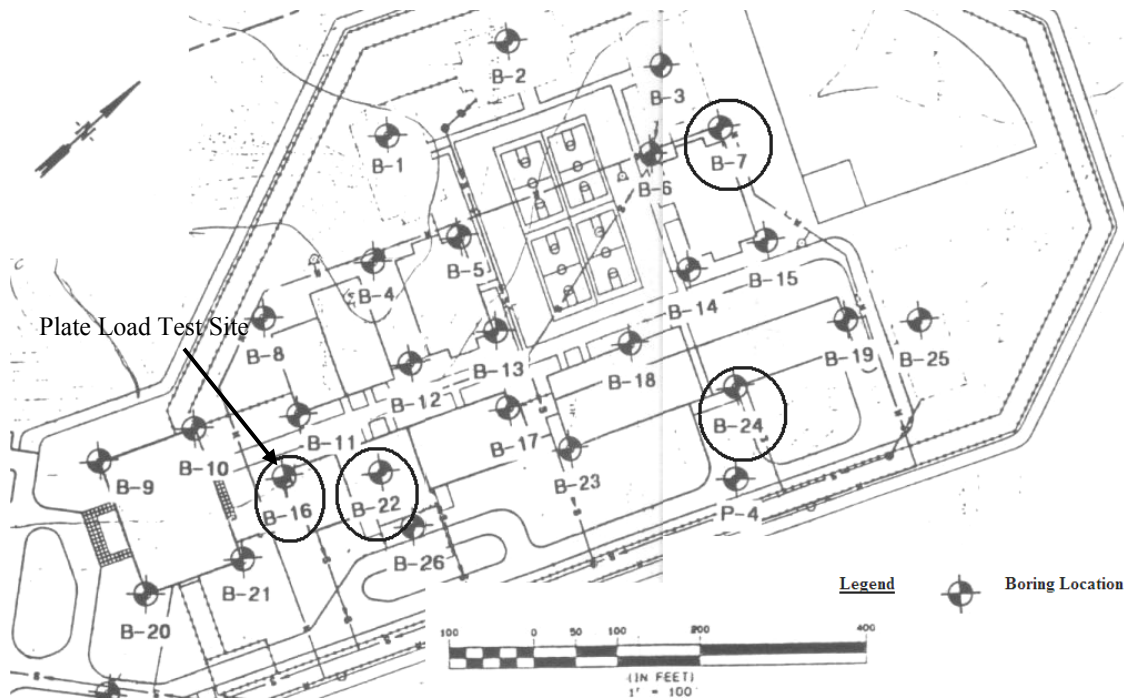 B-2
B-3
B-1
B-7
B-6
B-5
B-4
B-15
B-14
Plate Load Test Site
B-8
B-13
B-19
B-25
B-12
B-18
B-11
B-24
B-10
B-17
B-9
B-16
B-22
B-23
P-4
B-26
B-21
B-20
Legend
Boring Location
100 0 50 100 200 400
(IN FEET)
1" = 100'